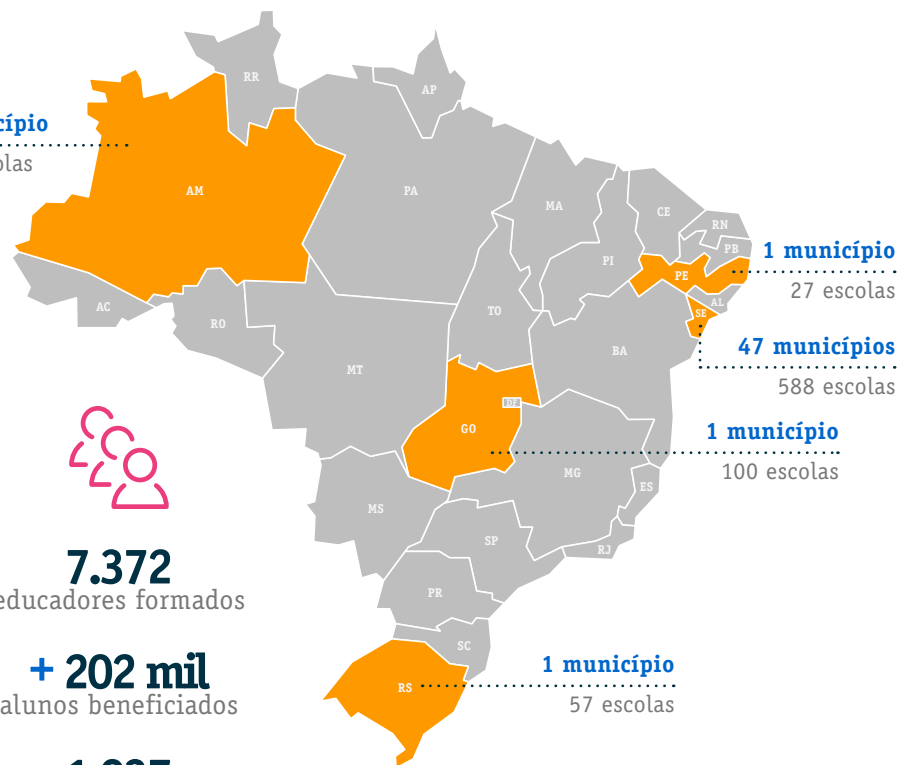 RR
AP
cípio
olas
AM
PA
MA
CE
RN
PB
PI
PE
1 município
27 escolas
AC
RO
TO
AL
SE
BA
47 municípios
588 escolas
MT
DF
GO
1 município
100 escolas
MG
ES
MS
SP
RJ
7.372
educadores formados
PR
SC
+ 202 mil
alunos beneficiados
RS
1 município
57 escolas